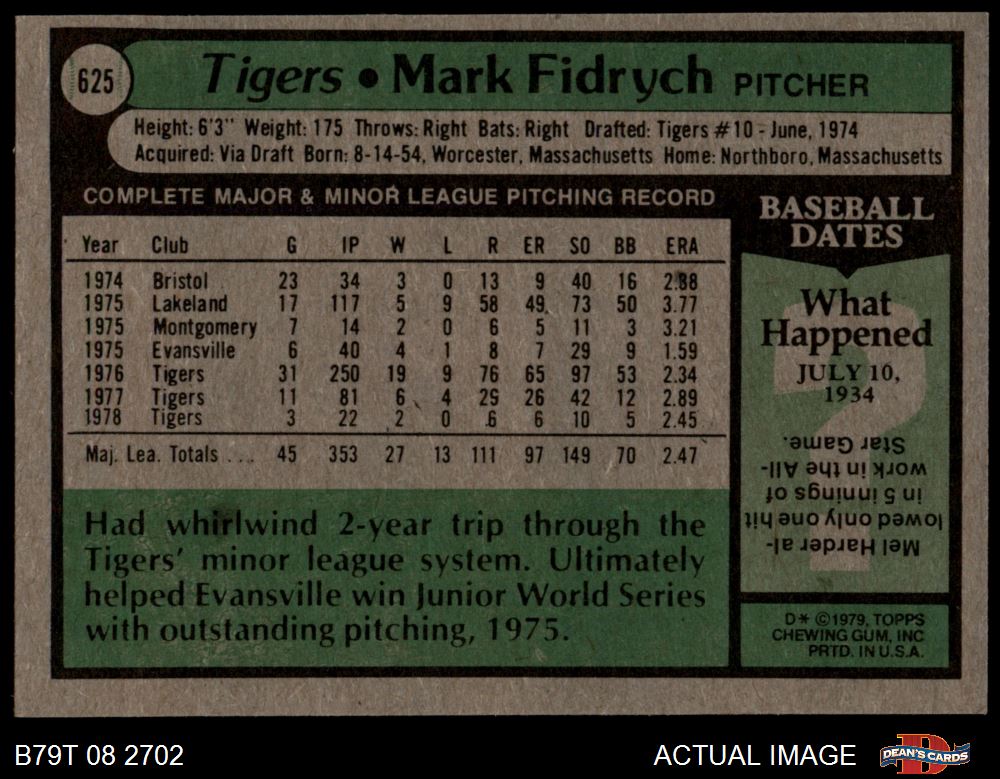 625
Tigers • Mark Fidrych PITCHER
Height: 6'3" Weight: 175 Throws: Right Bats: Right Drafted: Tigers #10 - June, 1974
Acquired: Via Draft Born: 8-14-54, Worcester, Massachusetts Home: Northboro, Massachusetts
COMPLETE MAJOR & MINOR LEAGUE PITCHING RECORD
Year Club G IP W L R ER SO BB ERA
1974 Bristol 23 34 3 0 13 9 40 16 2.38
1975 Lakeland 17 117 5 9 58 49 73 50 3.77
1975 Montgomery 7 14 2 0 6 5 11 3 3.21
1975 Evansville 6 40 4 1 8 7 29 9 1.59
1976 Tigers 31 250 19 9 76 65 97 53 2.34
1977 Tigers 11 81 6 4 29 26 42 12 2.89
1978 Tigers 3 22 2 0 6 6 10 5 2.45
Maj. Lea. Totals .... 45 353 27 13 111 97 149 70 2.47
Had whirlwind 2-year trip through the
Tigers' minor league system. Ultimately
helped Evansville win Junior World Series
with outstanding pitching, 1975.
BASEBALL
DATES
What
Happened
JULY 10,
1934
Mel Harder al-
lowed only one hit
in 5 innings of
work in the All-
Star Game.
D* ©1979, TOPPS
CHEWING GUM, INC
PRTD. IN U.S.A.
B79T 08 2702
ACTUAL IMAGE
DEAN'S CARDS